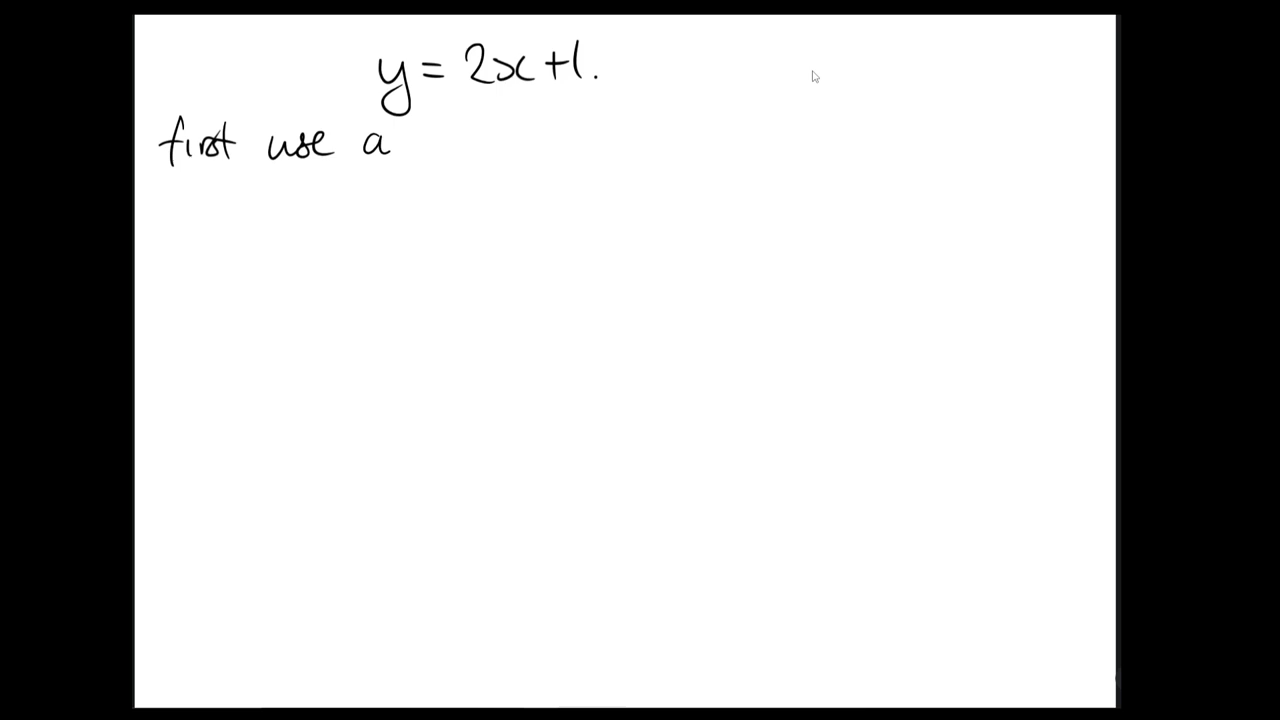 y = 2x + 1.
first use a